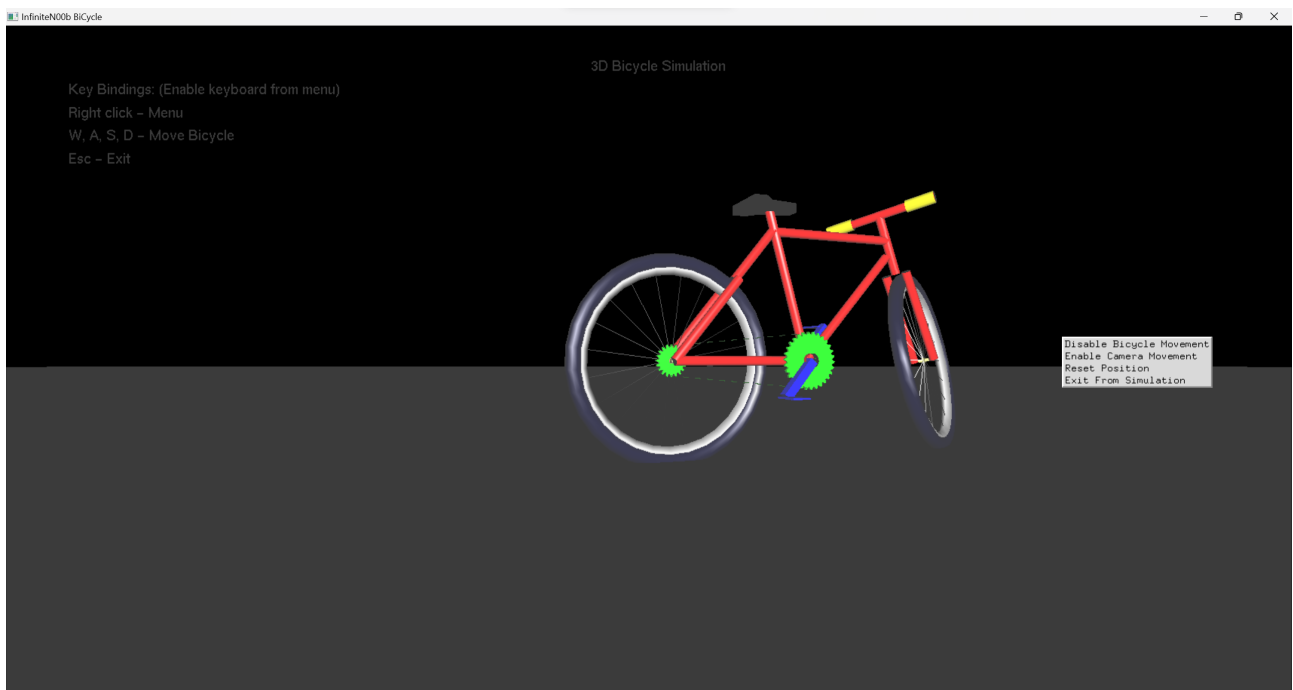 InfiniteN00b BiCycle
3D Bicycle Simulation
Key Bindings: (Enable keyboard from menu)
Right click – Menu
W, A, S, D – Move Bicycle
Esc – Exit
Disable Bicycle Movement
Enable Camera Movement
Reset Position
Exit From Simulation